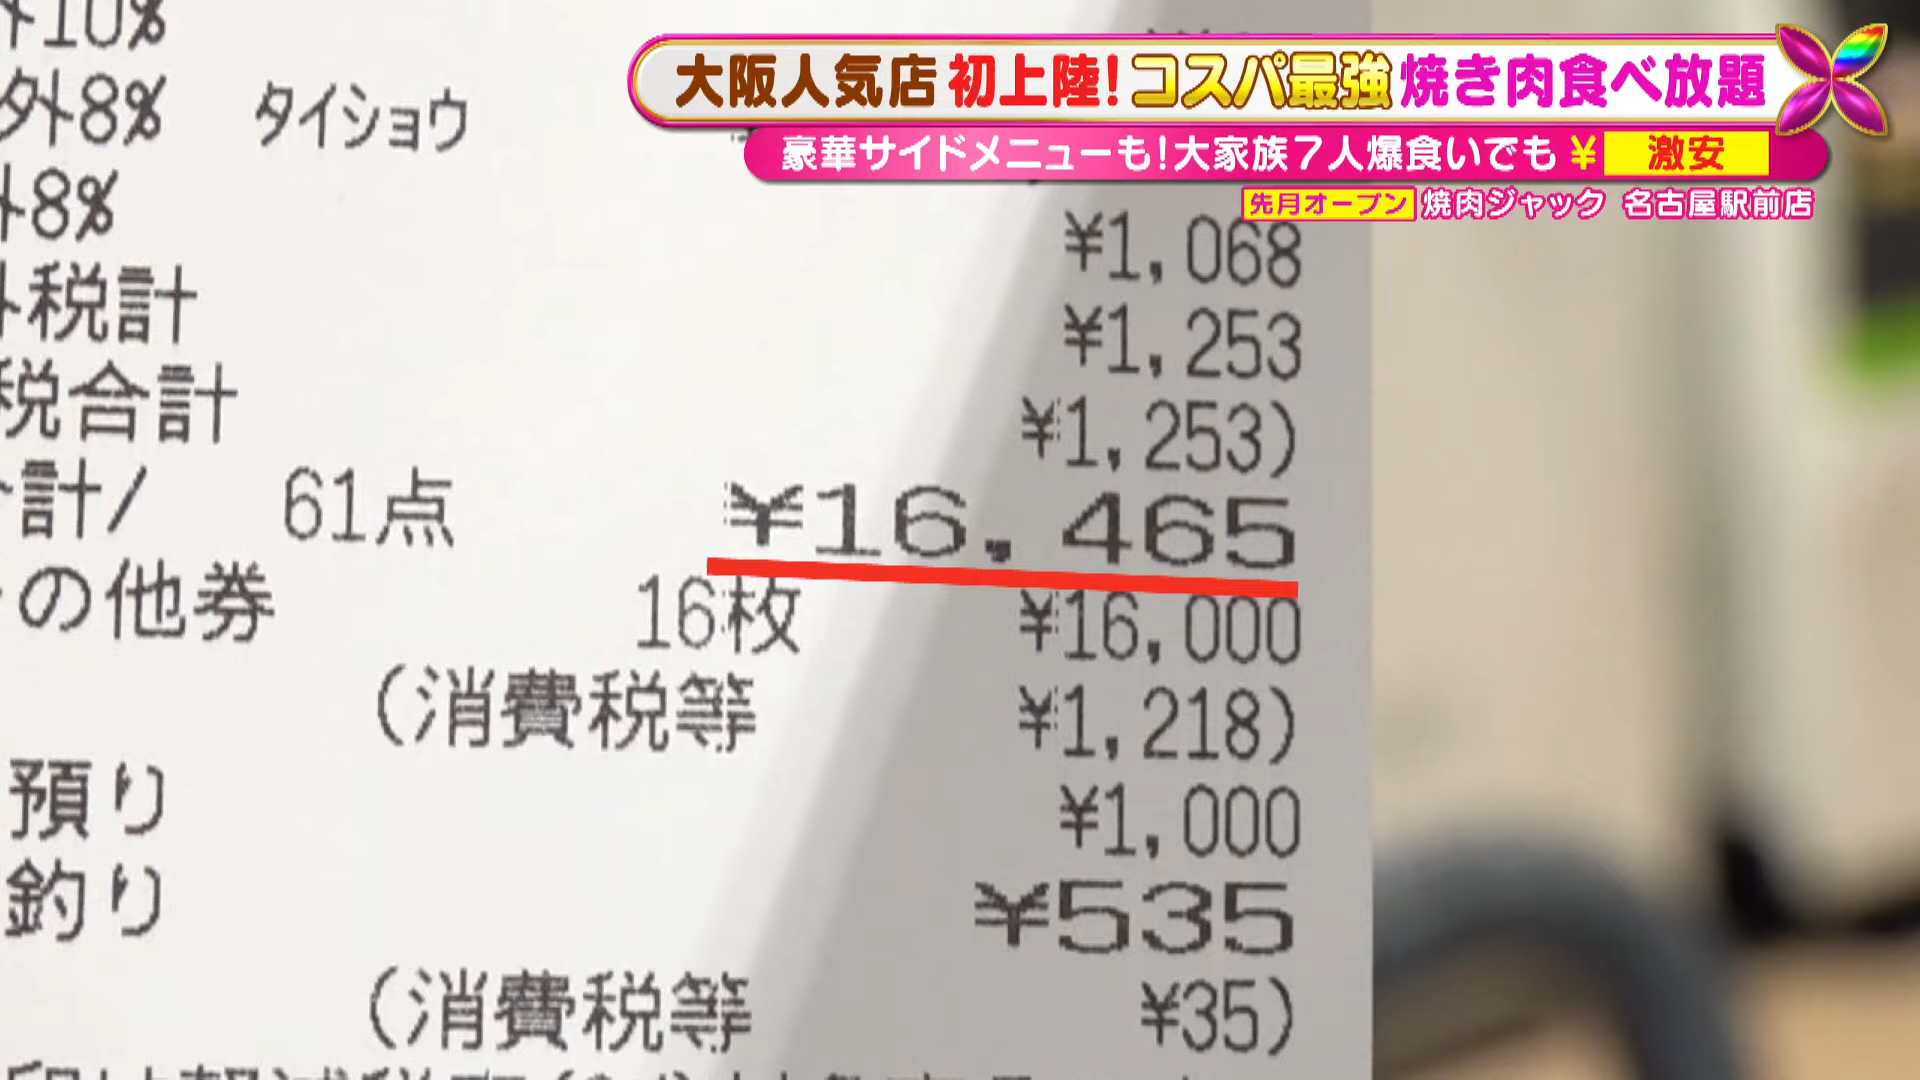 大阪人気店 初上陸!コスパ最強焼き肉食べ放題
豪華サイドメニューも!大家族7人爆食いでも ¥ 激安
先月オープン 焼肉ジャック 名古屋駅前店
外10%
外8% タイショウ
外8% ¥1,068
外税計 ¥1,253
税合計 ¥1,253)
合計/ 61点 ¥16,465
その他券 16枚 ¥16,000
(消費税等 ¥1,218)
預り ¥1,000
釣り ¥535
(消費税等 ¥35)